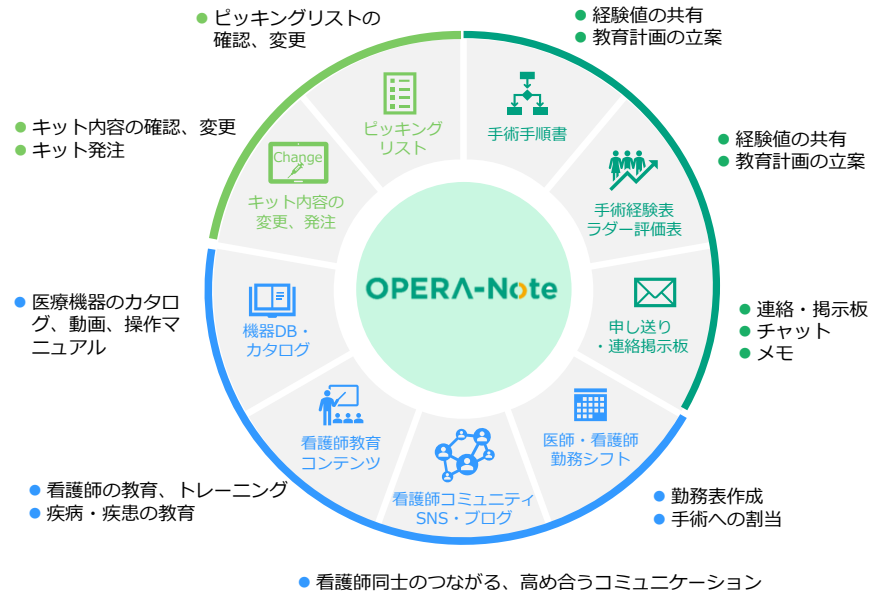 ● ピッキングリストの
確認、変更
● 経験値の共有
● 教育計画の立案
● キット内容の確認、変更
● キット発注
● 経験値の共有
● 教育計画の立案
ピッキング
リスト
手術手順書
Change
キット内容の
変更、発注
手術経験表
ラダー評価表
OPERA-Note
● 医療機器のカタロ
グ、動画、操作マ
ニュアル
機器DB・
カタログ
申し送り
・連絡掲示板
● 連絡・掲示板
● チャット
● メモ
看護師教育
コンテンツ
医師・看護師
勤務シフト
看護師コミュニティ
SNS・ブログ
● 看護師の教育、トレーニング
● 疾病・疾患の教育
● 勤務表作成
● 手術への割当
● 看護師同士のつながる、高め合うコミュニケーション